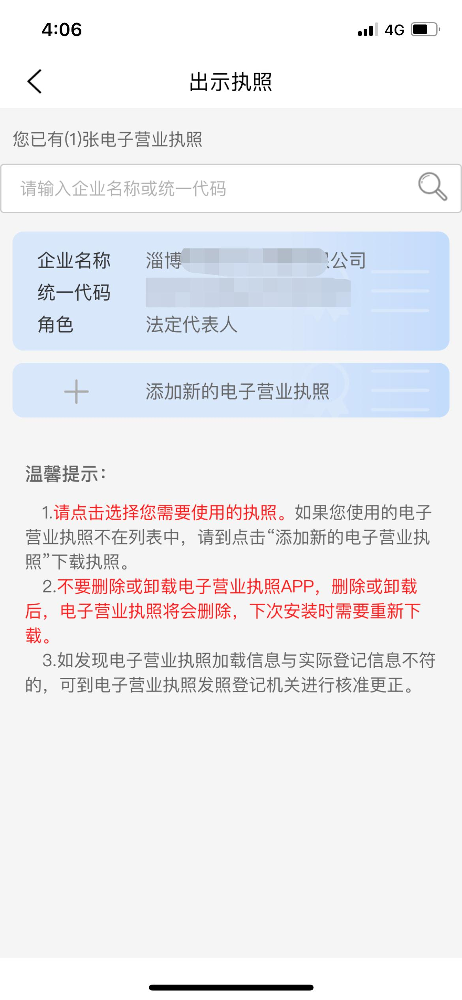 4:06
4G
出示执照
您已有(1)张电子营业执照
请输入企业名称或统一代码
企业名称 淄博 公司
统一代码
角色 法定代表人
添加新的电子营业执照
温馨提示：
1.请点击选择您需要使用的执照。如果您使用的电子
营业执照不在列表中，请到点击“添加新的电子营业执
照”下载执照。
2.不要删除或卸载电子营业执照APP，删除或卸载
后，电子营业执照将会删除，下次安装时需要重新下
载。
3.如发现电子营业执照加载信息与实际登记信息不符
的，可到电子营业执照发照登记机关进行核准更正。